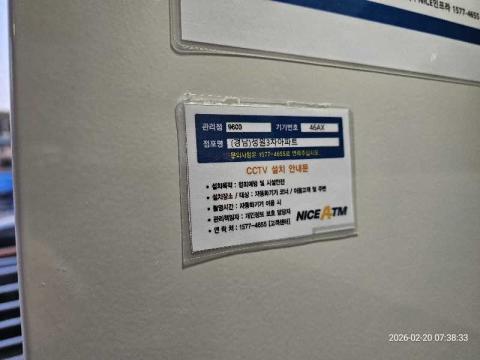 NICE인프라 1577-4655
관리점 9600 기기번호 46AX
점포명 (경남)성원3차아파트
문의사항은 1577-4655로 연락주십시오
CCTV 설치 안내문
• 설치목적 : 범죄예방 및 시설안전
• 설치장소 / 대상 : 자동화기기 코너 / 이용고객 및 주변
• 촬영시간 : 자동화기기 이용 시
• 관리책임자 : 개인정보 보호 담당자
• 연 락 처 : 1577-4655 [고객센터]
NICE ATM
2026-02-20 07:38:33